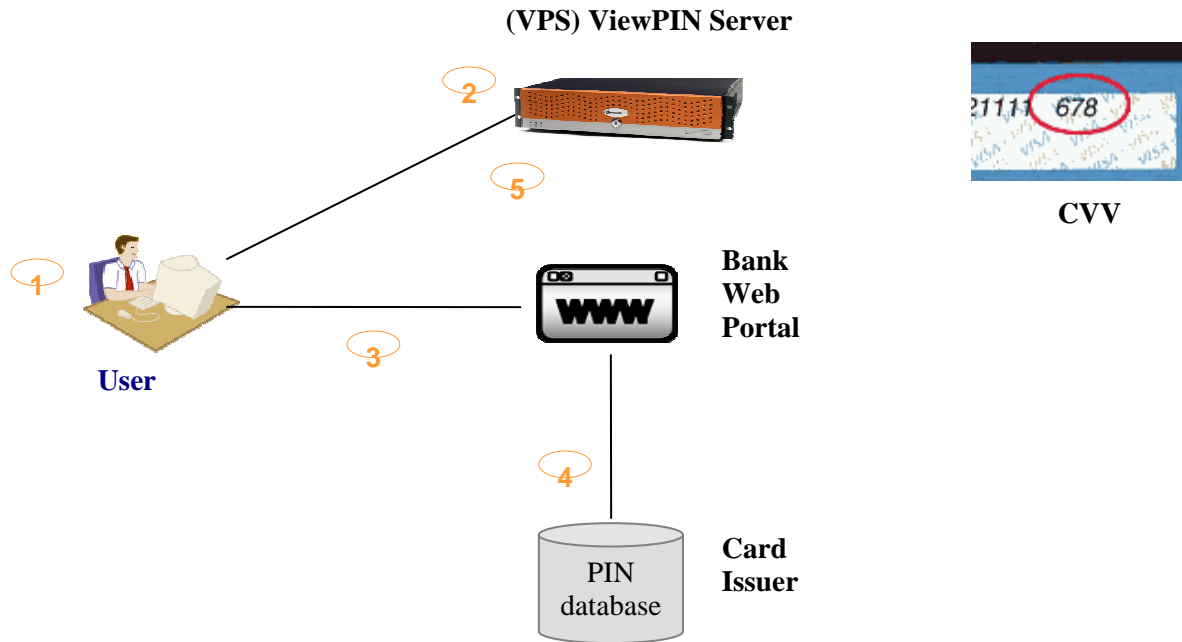 (VPS) ViewPIN Server
2
21111 678
VISA
5
CVV
1
Bank
Web
Portal
WWW
3
User
4
Card
Issuer
PIN
database